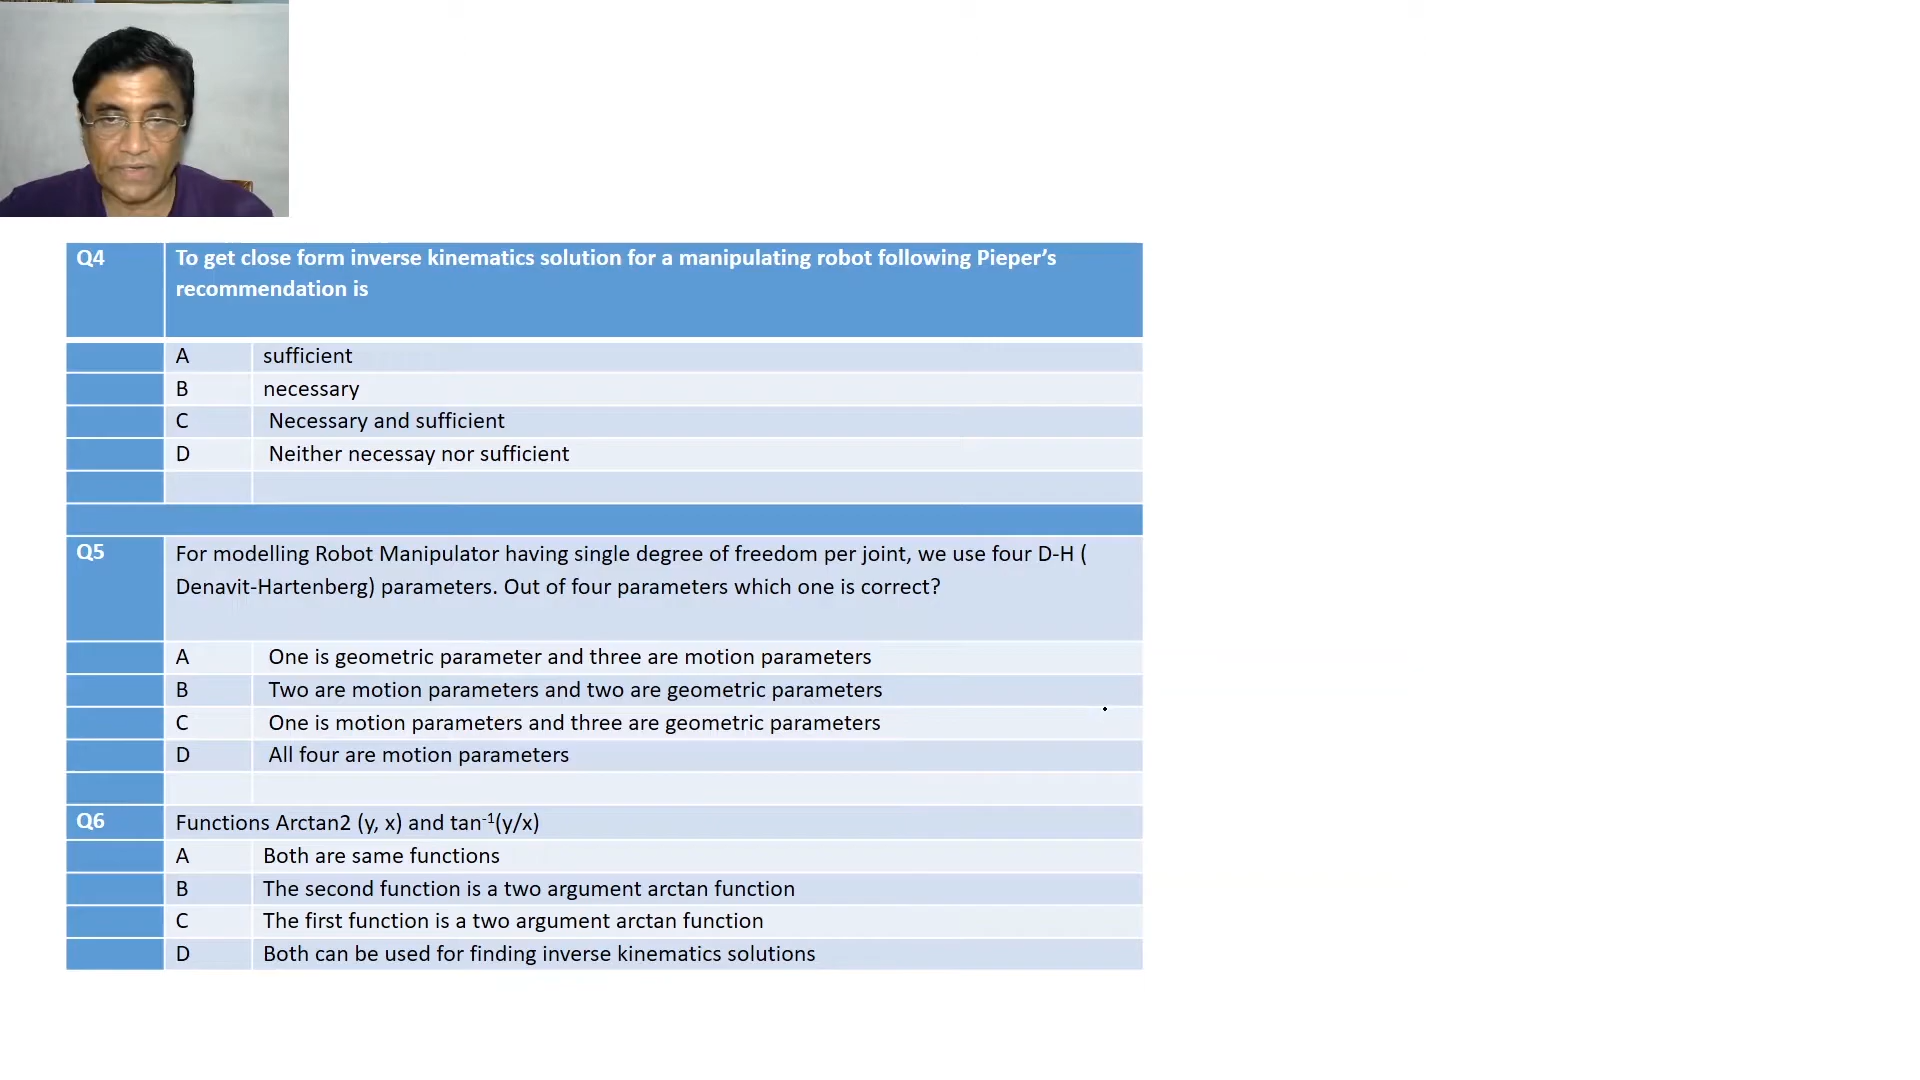 Q4 To get close form inverse kinematics solution for a manipulating robot following Pieper’s
recommendation is
A sufficient
B necessary
C Necessary and sufficient
D Neither necessay nor sufficient
Q5 For modelling Robot Manipulator having single degree of freedom per joint, we use four D-H (
Denavit-Hartenberg) parameters. Out of four parameters which one is correct?
A One is geometric parameter and three are motion parameters
B Two are motion parameters and two are geometric parameters
C One is motion parameters and three are geometric parameters
D All four are motion parameters
Q6 Functions Arctan2 (y, x) and tan⁻¹(y/x)
A Both are same functions
B The second function is a two argument arctan function
C The first function is a two argument arctan function
D Both can be used for finding inverse kinematics solutions